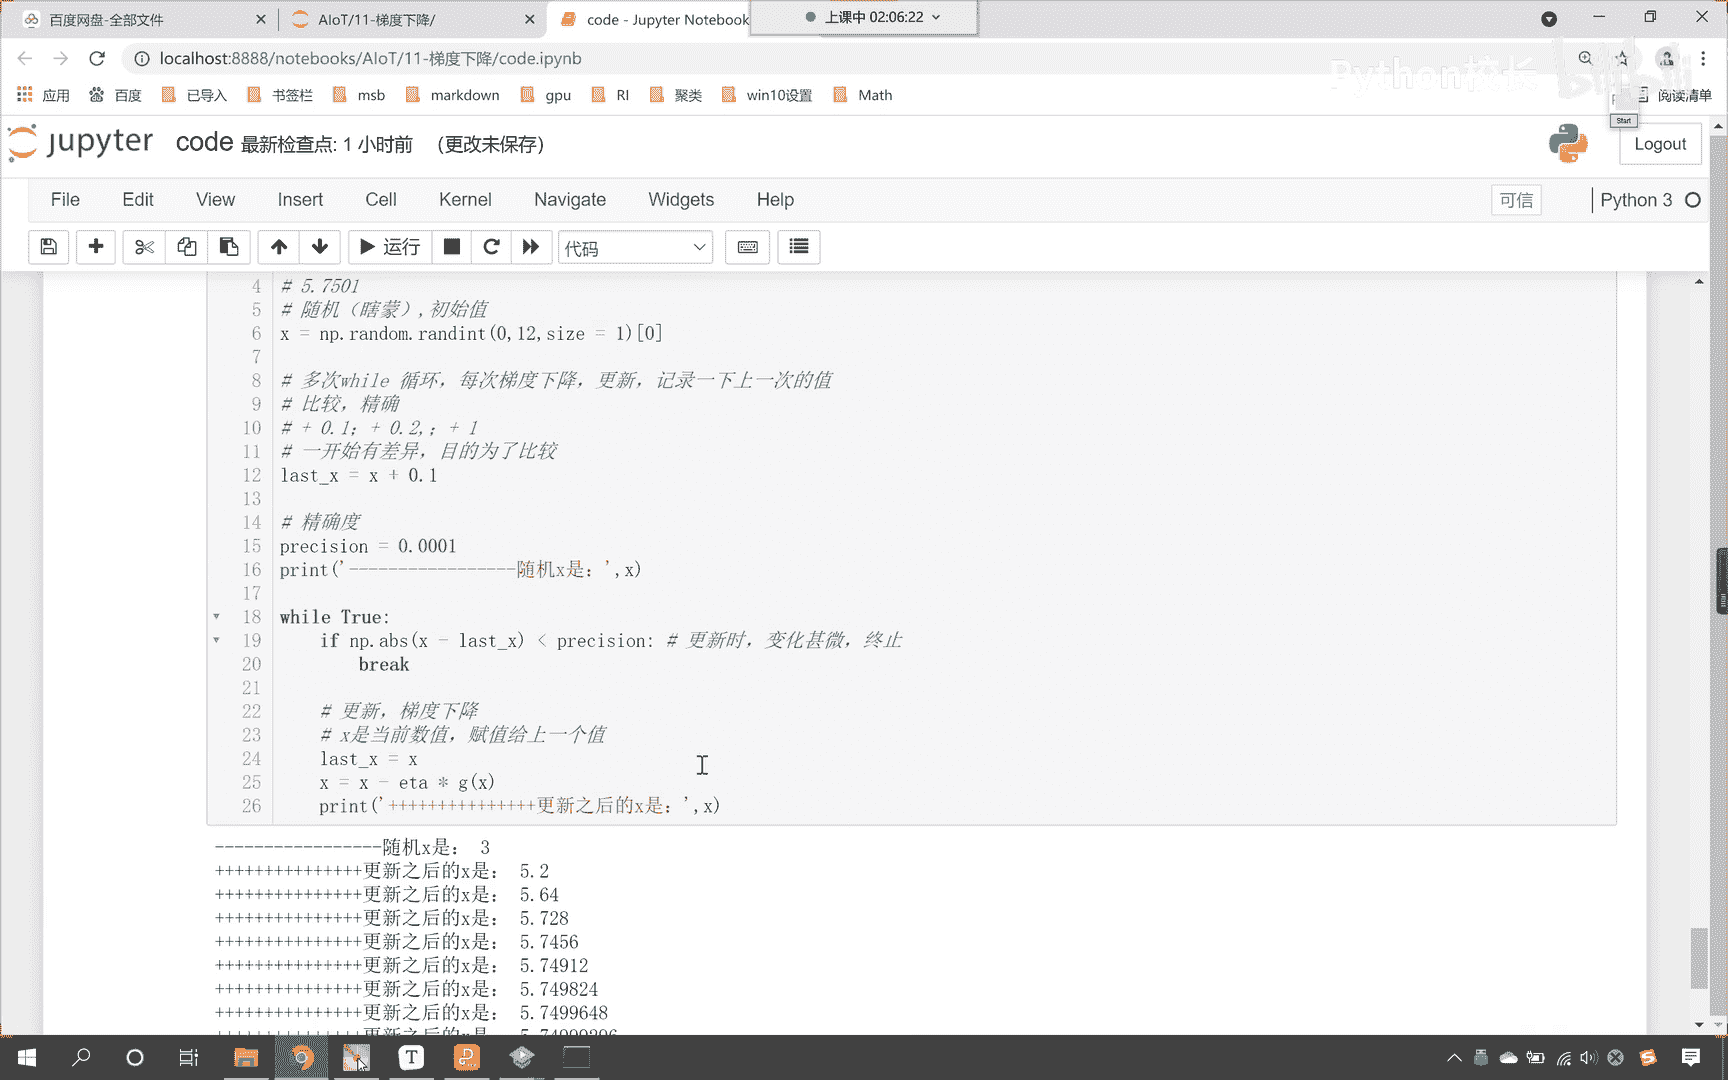 百度网盘-全部文件
AIoT/11-梯度下降/
code - Jupyter Notebook
上课中 02:06:22
localhost:8888/notebooks/AIoT/11-梯度下降/code.ipynb
Python校长
应用 百度 已导入 书签栏 msb markdown gpu RI 聚类 win10设置 Math 阅读清单
Start
jupyter code 最新检查点: 1 小时前 (更改未保存)
Logout
File Edit View Insert Cell Kernel Navigate Widgets Help 可信 Python 3
运行 代码
4 # 5.7501
5 # 随机（瞎蒙）,初始值
6 x = np.random.randint(0,12,size = 1)[0]
7
8 # 多次while 循环，每次梯度下降，更新，记录一下上一次的值
9 # 比较，精确
10 # + 0.1；+ 0.2,；+ 1
11 # 一开始有差异，目的为了比较
12 last_x = x + 0.1
13
14 # 精确度
15 precision = 0.0001
16 print('-----------------随机x是：',x)
17
18 while True:
19 if np.abs(x - last_x) < precision: # 更新时，变化甚微，终止
20 break
21
22 # 更新，梯度下降
23 # x是当前数值，赋值给上一个值
24 last_x = x
25 x = x - eta * g(x)
26 print('+++++++++++++++更新之后的x是：',x)
-----------------随机x是： 3
+++++++++++++++更新之后的x是： 5.2
+++++++++++++++更新之后的x是： 5.64
+++++++++++++++更新之后的x是： 5.728
+++++++++++++++更新之后的x是： 5.7456
+++++++++++++++更新之后的x是： 5.74912
+++++++++++++++更新之后的x是： 5.749824
+++++++++++++++更新之后的x是： 5.7499648